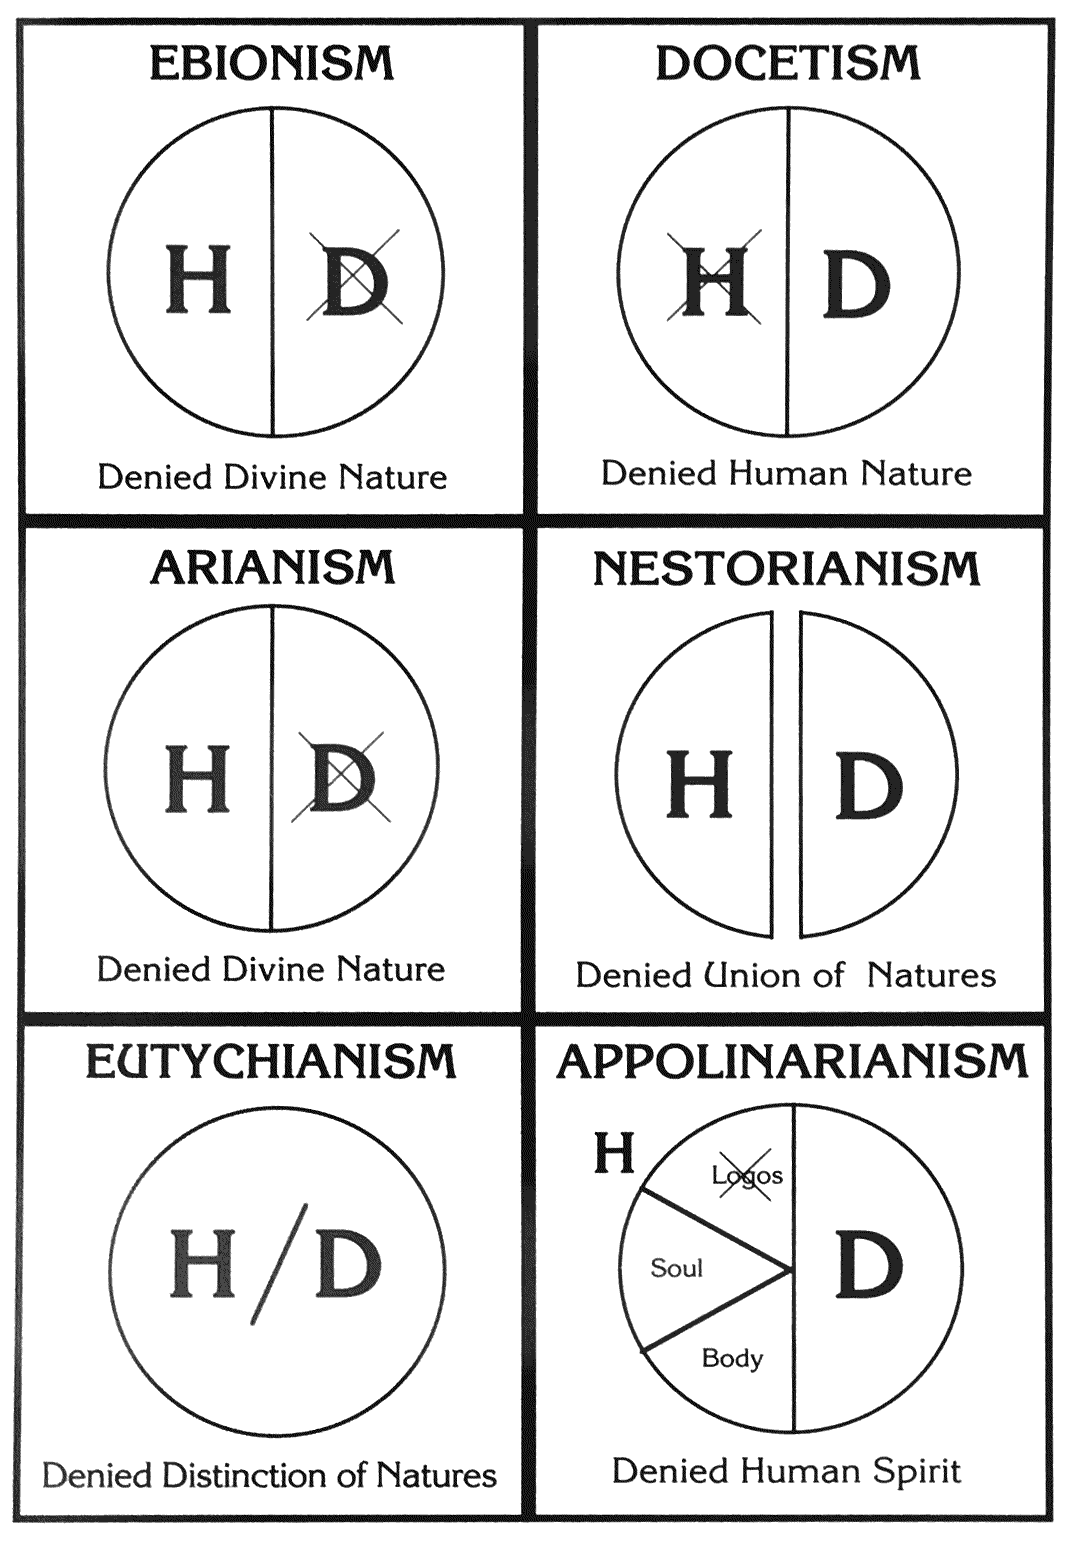 EBIONISM
H D
Denied Divine Nature
DOCETISM
H D
Denied Human Nature
ARIANISM
H D
Denied Divine Nature
NESTORIANISM
H D
Denied Union of Natures
EUTYCHIANISM
H/D
Denied Distinction of Natures
APPOLINARIANISM
H
Logos
Soul
Body
D
Denied Human Spirit